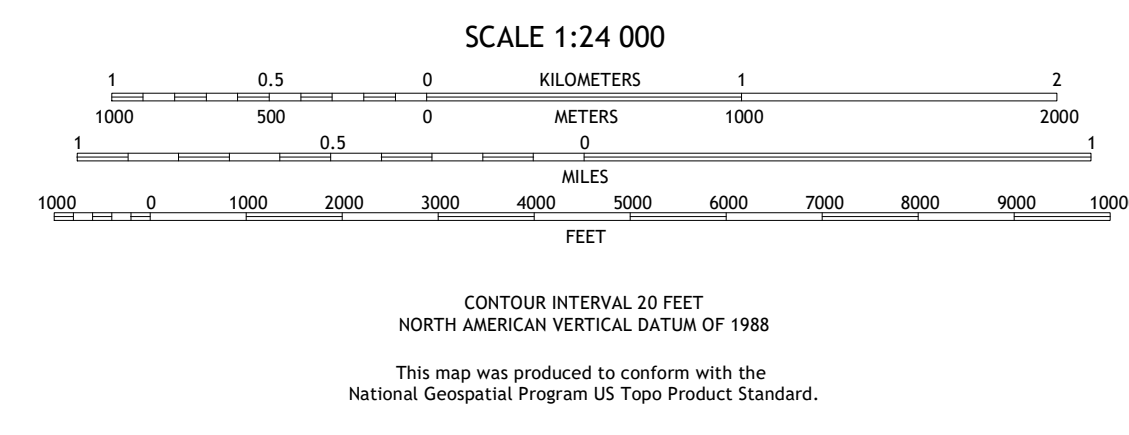 SCALE 1:24 000
1 0.5 0 KILOMETERS 1 2
1000 500 0 METERS 1000 2000
1 0.5 0 1
MILES
1000 0 1000 2000 3000 4000 5000 6000 7000 8000 9000 1000
FEET
CONTOUR INTERVAL 20 FEET
NORTH AMERICAN VERTICAL DATUM OF 1988
This map was produced to conform with the
National Geospatial Program US Topo Product Standard.